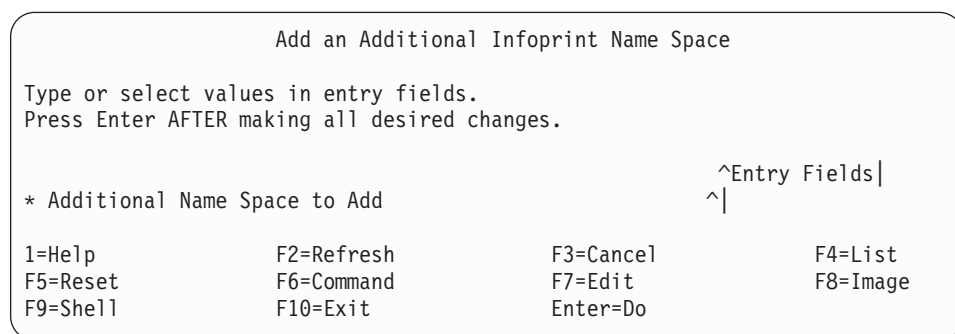 Add an Additional Infoprint Name Space
Type or select values in entry fields.
Press Enter AFTER making all desired changes.
^Entry Fields|
* Additional Name Space to Add ^|
1=Help F2=Refresh F3=Cancel F4=List
F5=Reset F6=Command F7=Edit F8=Image
F9=Shell F10=Exit Enter=Do